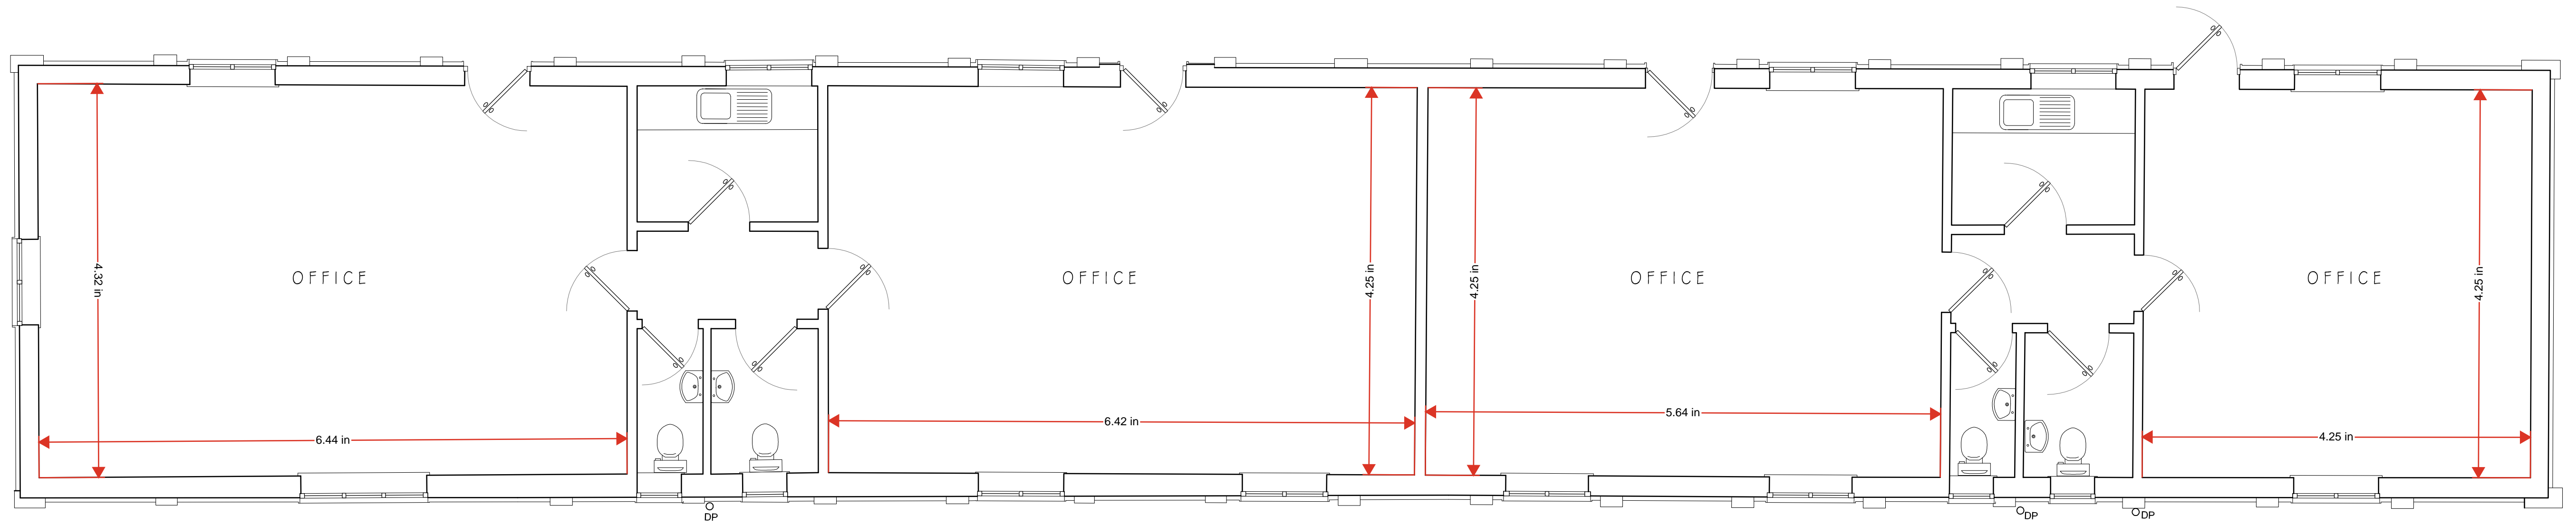 OFFICE
OFFICE
OFFICE
OFFICE
4.32 in
4.25 in
4.25 in
4.25 in
6.44 in
6.42 in
5.64 in
4.25 in
DP
DP
DP